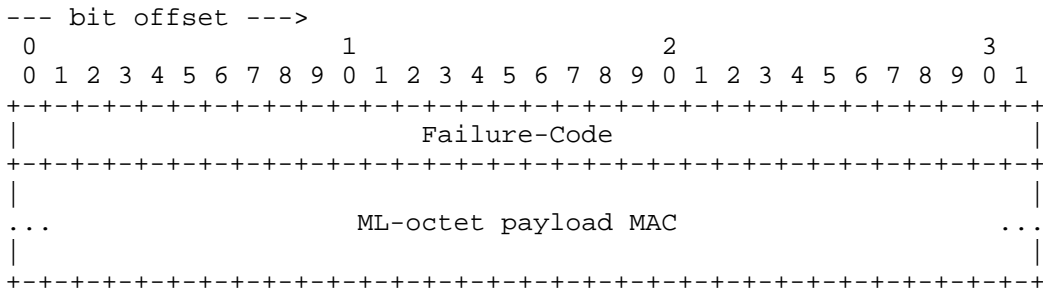 --- bit offset --->
 0                   1                   2                   3
 0 1 2 3 4 5 6 7 8 9 0 1 2 3 4 5 6 7 8 9 0 1 2 3 4 5 6 7 8 9 0 1
+-+-+-+-+-+-+-+-+-+-+-+-+-+-+-+-+-+-+-+-+-+-+-+-+-+-+-+-+-+-+-+-+
|                         Failure-Code                          |
+-+-+-+-+-+-+-+-+-+-+-+-+-+-+-+-+-+-+-+-+-+-+-+-+-+-+-+-+-+-+-+-+
|                                                               |
...                   ML-octet payload MAC                    ...
|                                                               |
+-+-+-+-+-+-+-+-+-+-+-+-+-+-+-+-+-+-+-+-+-+-+-+-+-+-+-+-+-+-+-+-+